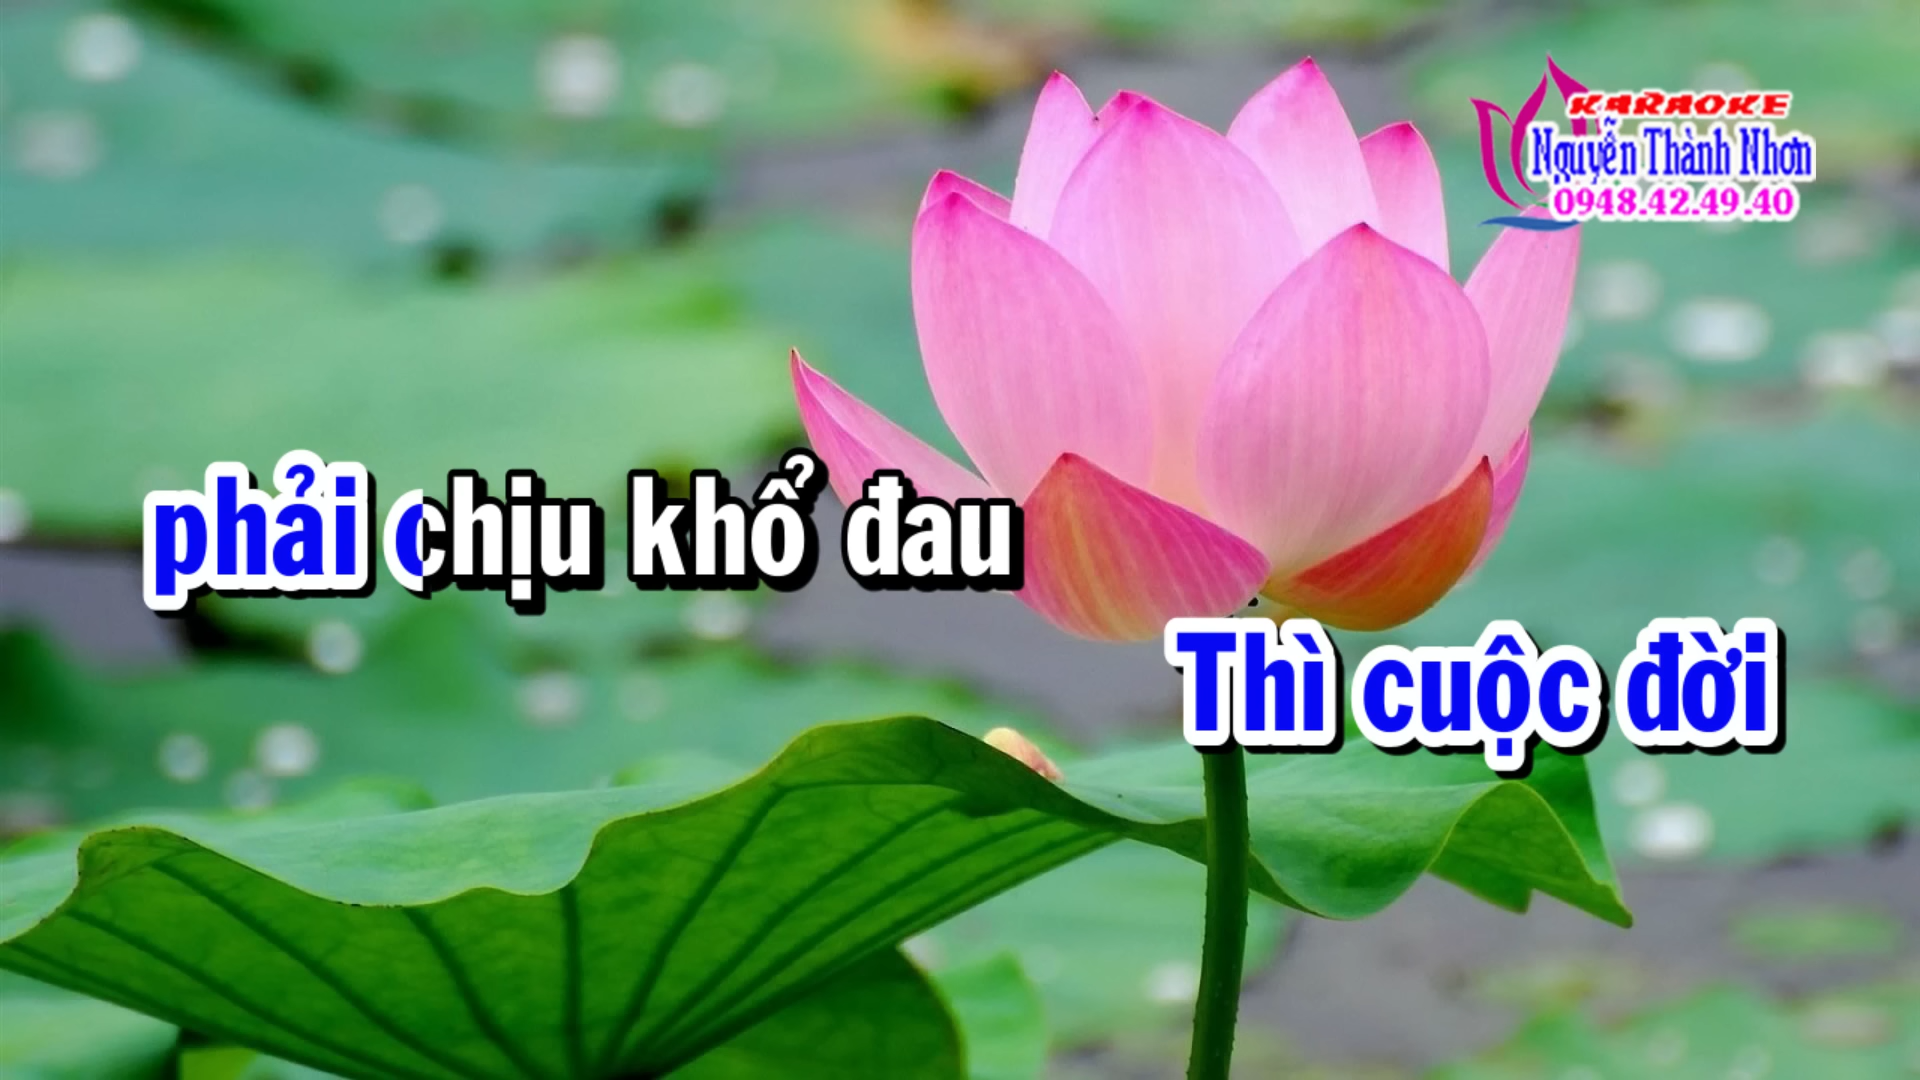 KARAOKE
Nguyễn Thành Nhơn
0948.42.49.40
phải chịu khổ đau
Thì cuộc đời